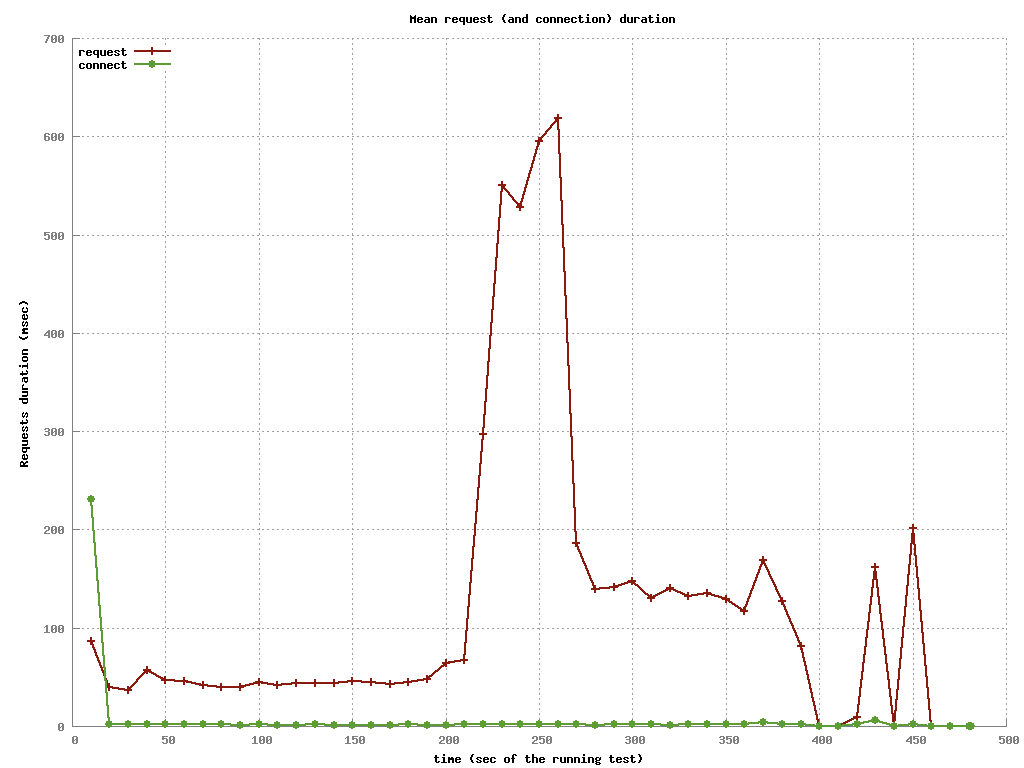 Mean request (and connection) duration
700
request
connect
600
500
400
300
200
100
0
Requests duration (msec)
0 50 100 150 200 250 300 350 400 450 500
time (sec of the running test)